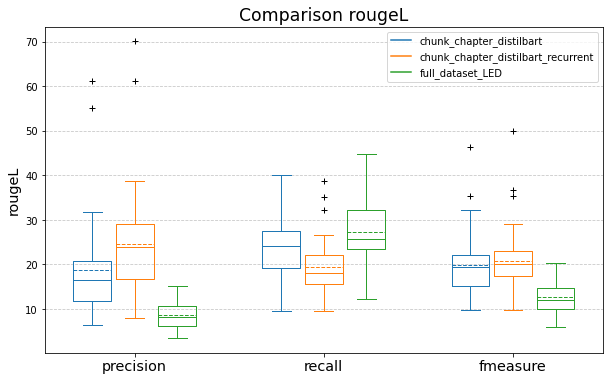 Comparison rougeL
chunk_chapter_distilbart
chunk_chapter_distilbart_recurrent
full_dataset_LED
rougeL
70
60
50
40
30
20
10
precision recall fmeasure